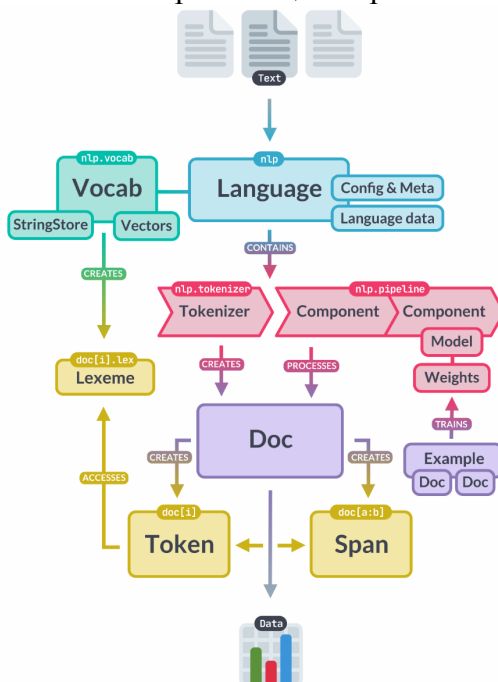 Text
nlp.vocab
Vocab
StringStore
Vectors
nlp
Language
Config & Meta
Language data
CREATES
CONTAINS
nlp.tokenizer
Tokenizer
nlp.pipeline
Component
Component
Model
Weights
doc[i].lex
Lexeme
CREATES
PROCESSES
TRAINS
Doc
Example
Doc
Doc
ACCESSES
CREATES
CREATES
doc[i]
Token
doc[a:b]
Span
Data